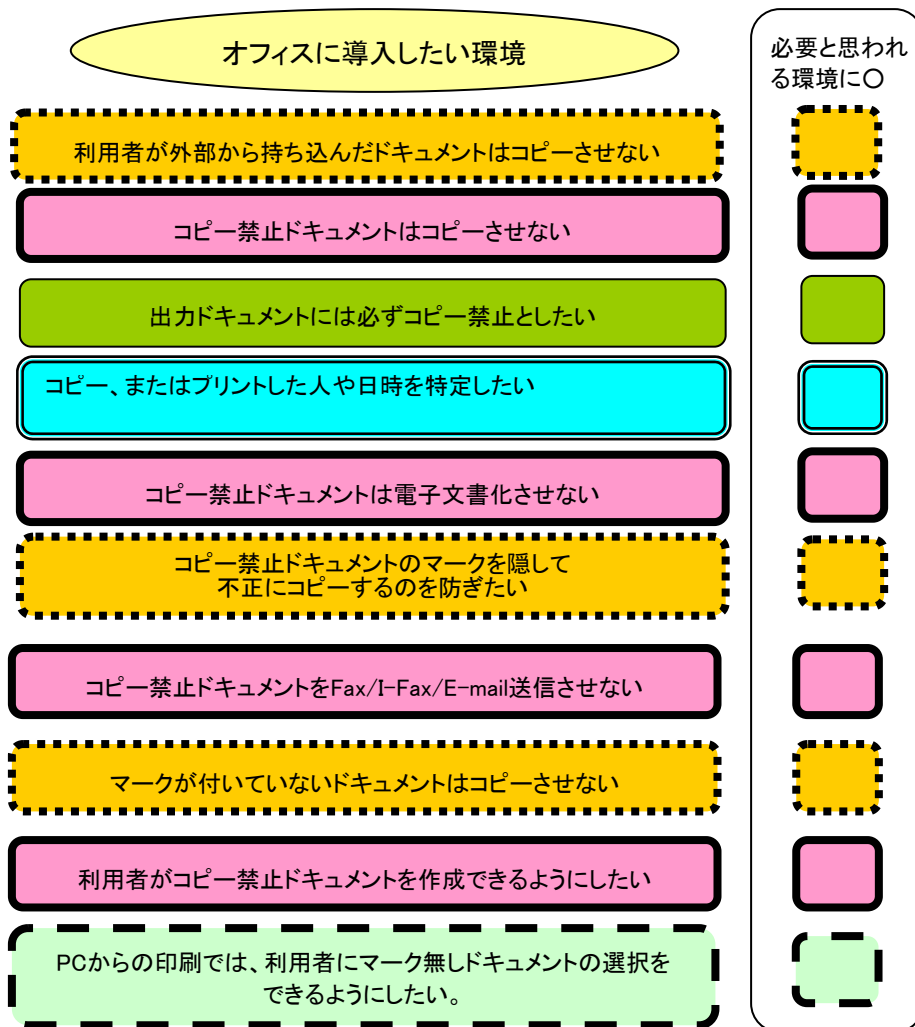 オフィスに導入したい環境
必要と思われ
る環境に○
利用者が外部から持ち込んだドキュメントはコピーさせない
コピー禁止ドキュメントはコピーさせない
出力ドキュメントには必ずコピー禁止としたい
コピー、またはプリントした人や日時を特定したい
コピー禁止ドキュメントは電子文書化させない
コピー禁止ドキュメントのマークを隠して
不正にコピーするのを防ぎたい
コピー禁止ドキュメントをFax/I-Fax/E-mail送信させない
マークが付いていないドキュメントはコピーさせない
利用者がコピー禁止ドキュメントを作成できるようにしたい
PCからの印刷では、利用者にマーク無しドキュメントの選択を
できるようにしたい。